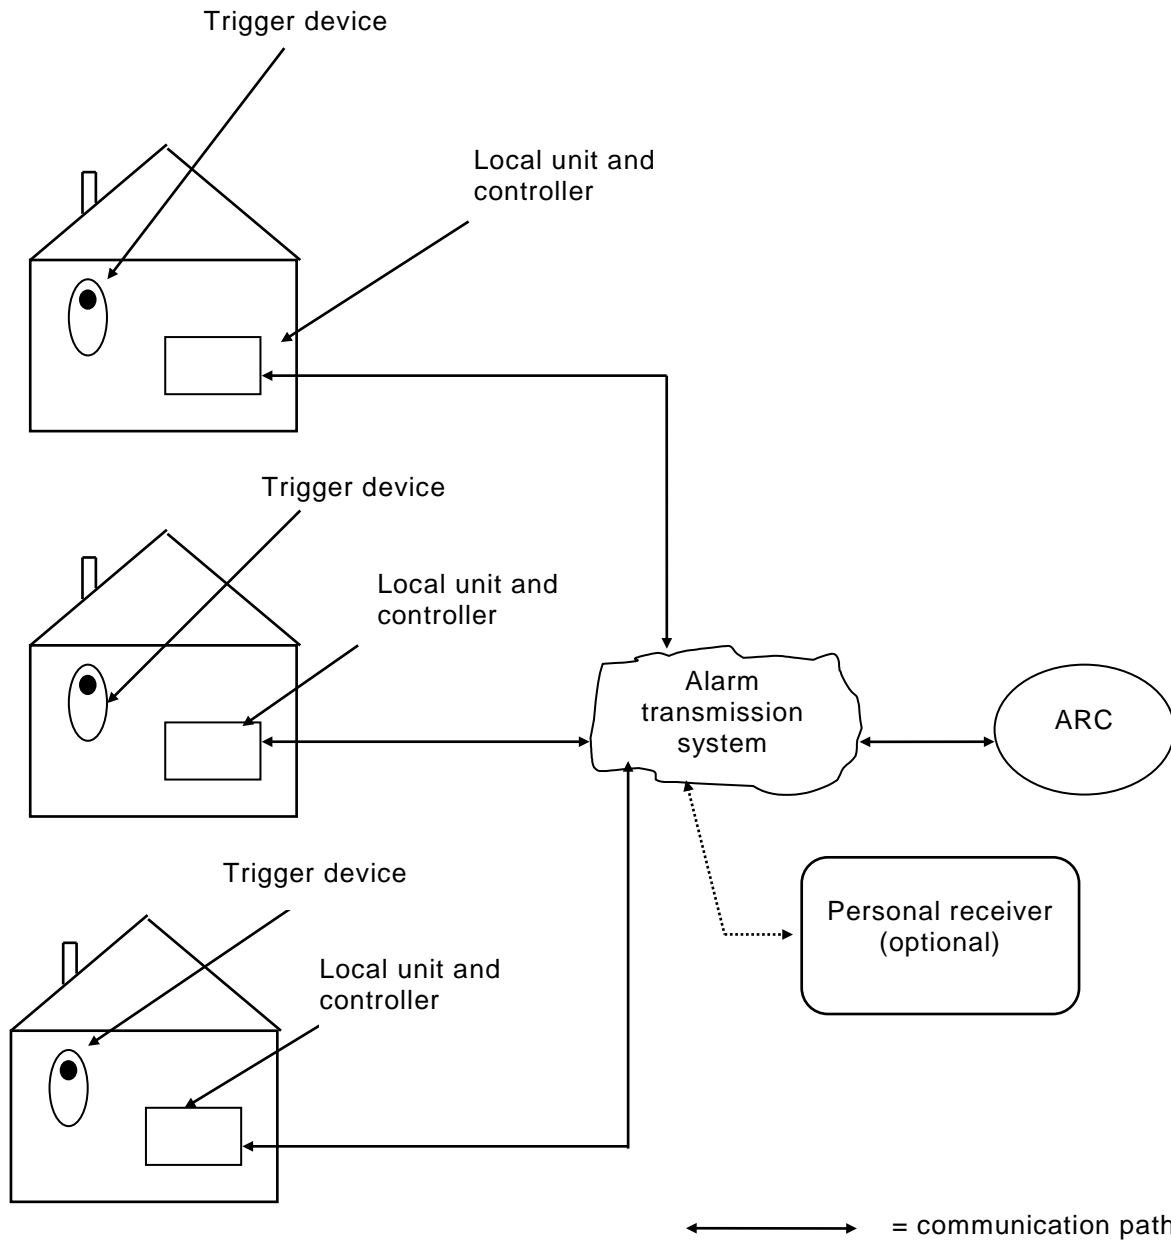 Trigger device
Local unit and
controller
Trigger device
Local unit and
controller
Alarm
transmission
system
ARC
Trigger device
Personal receiver
(optional)
Local unit and
controller
= communication path